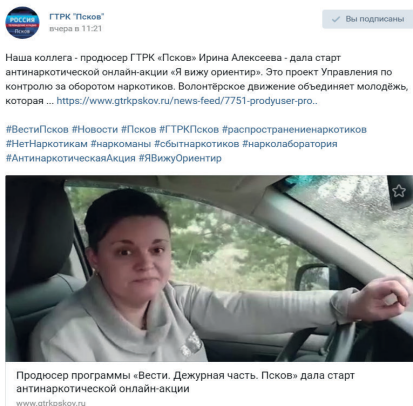 РОССИЯ
Псков
ГТРК "Псков"
вчера в 11:21
Вы подписаны
Наша коллега - продюсер ГТРК «Псков» Ирина Алексеева - дала старт
антинаркотической онлайн-акции «Я вижу ориентир». Это проект Управления по
контролю за оборотом наркотиков. Волонтёрское движение объединяет молодёжь,
которая ... https://www.gtrkpskov.ru/news-feed/7751-prodyuser-pro..
#ВестиПсков #Новости #Псков #ГТРКПсков #распространениенаркотиков
#НетНаркотикам #наркоманы #сбытнаркотиков #нарколаборатория
#АнтинаркотическаяАкция #ЯВижуОриентир
Продюсер программы «Вести. Дежурная часть. Псков» дала старт
антинаркотической онлайн-акции
www.gtrkpskov.ru